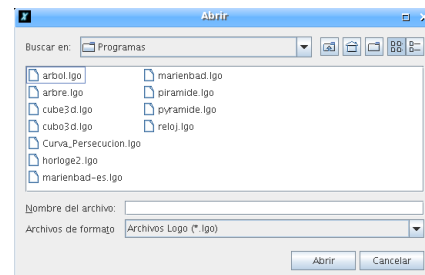 Abrir
Buscar en: Programas
arbol.lgo
arbre.lgo
cube3d.lgo
cubo3d.lgo
Curva_Persecucion.lgo
horloge2.lgo
marienbad-es.lgo
marienbad.lgo
piramide.lgo
pyramide.lgo
reloj.lgo
Nombre del archivo:
Archivos de formato Archivos Logo (*.lgo)
Abrir Cancelar